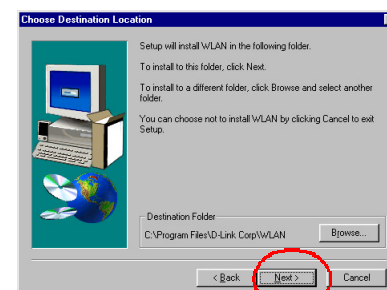 Choose Destination Location
Setup will install WLAN in the following folder.
To install to this folder, click Next.
To install to a different folder, click Browse and select another
folder.
You can choose not to install WLAN by clicking Cancel to exit
Setup.
Destination Folder
C:\Program Files\D-Link Corp\WLAN
Browse...
< Back
Next >
Cancel